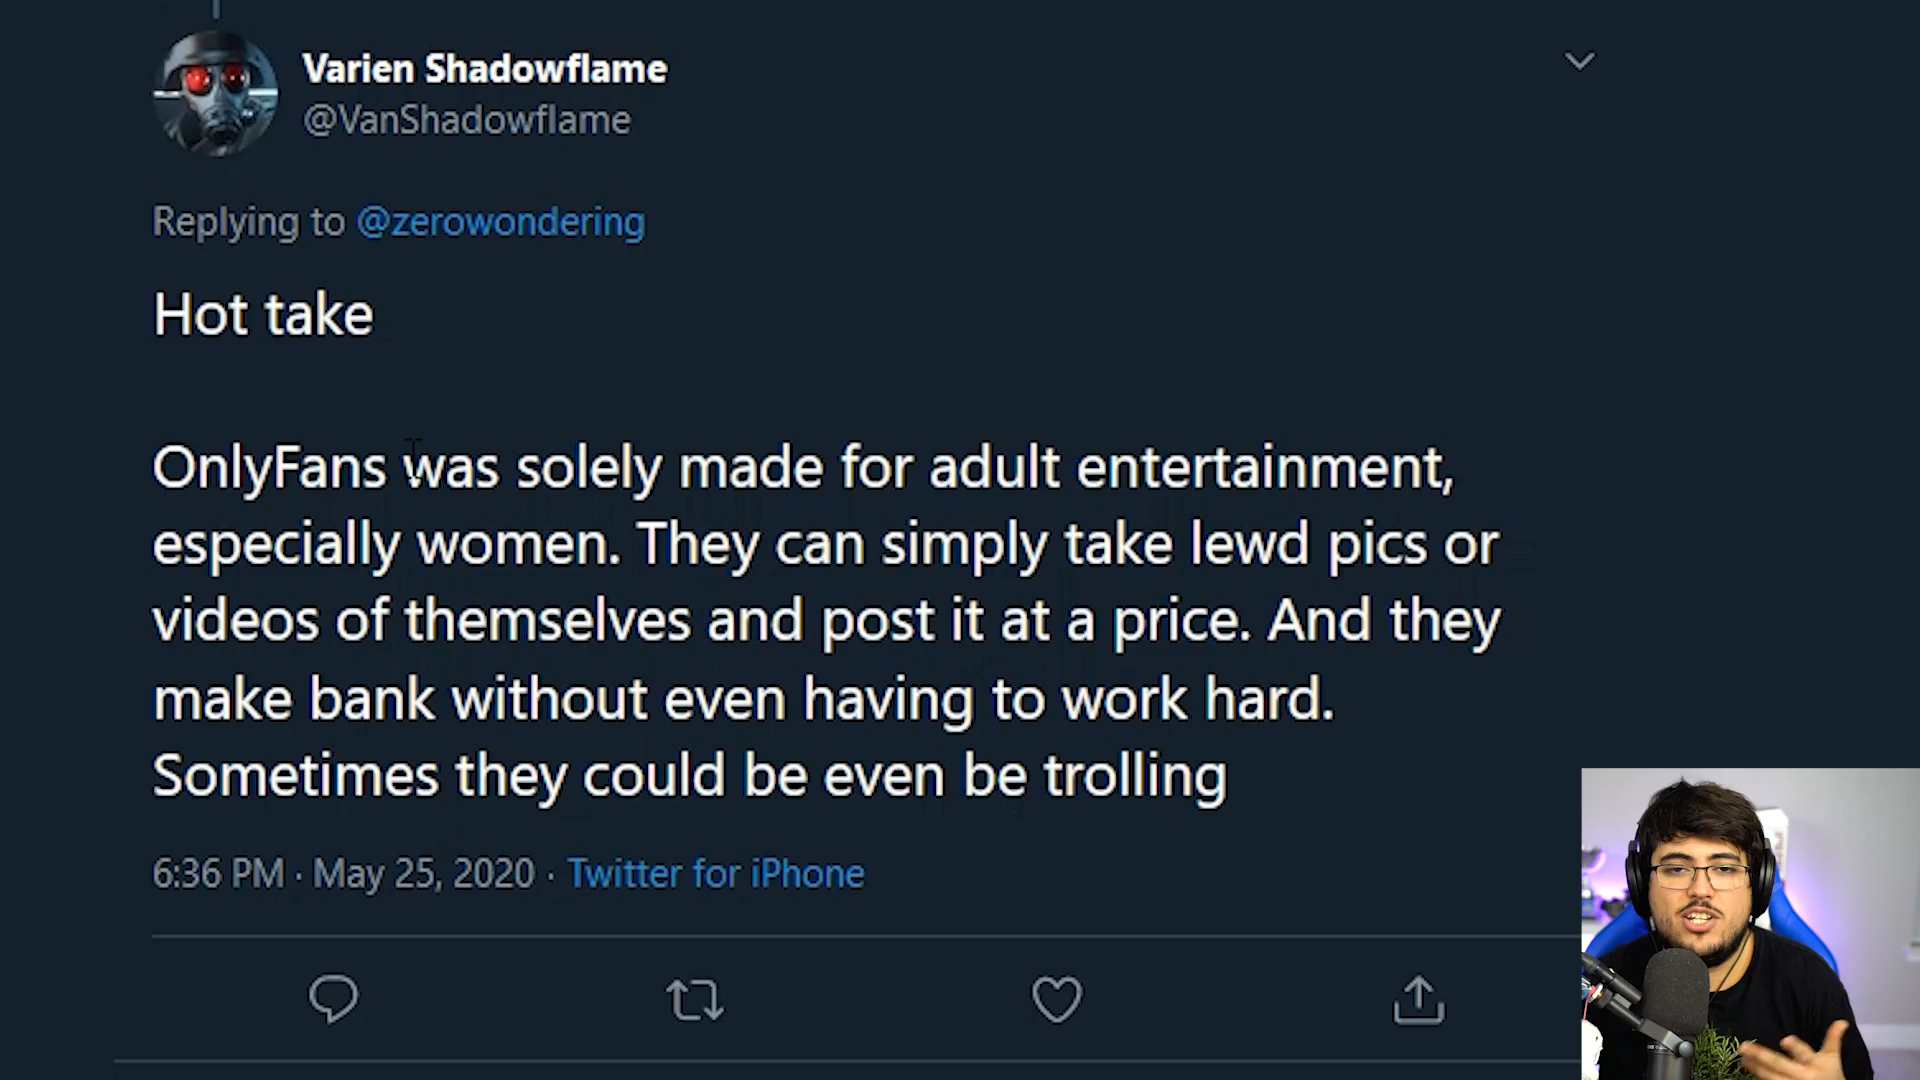 Varien Shadowflame
@VanShadowflame
Replying to @zerowondering
Hot take
OnlyFans was solely made for adult entertainment,
especially women. They can simply take lewd pics or
videos of themselves and post it at a price. And they
make bank without even having to work hard.
Sometimes they could be even be trolling
6:36 PM · May 25, 2020 · Twitter for iPhone